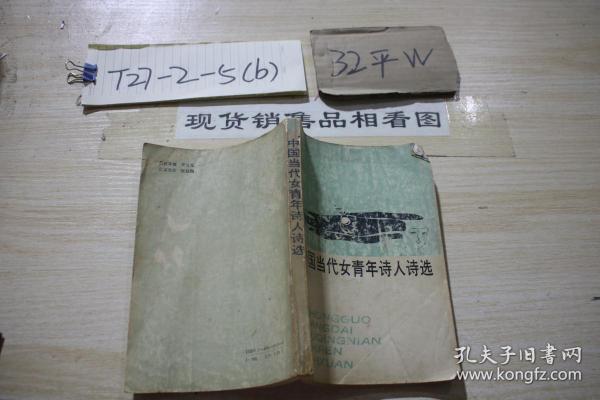 T27-2-5(b)
32平W
现货销售品相看图
中国当代女青年诗人诗选
国当代女青年诗人诗选
ONGGUO
NGDAI
QINGNIAN
REN
XUAN
孔夫子旧书网
www.kongfz.com